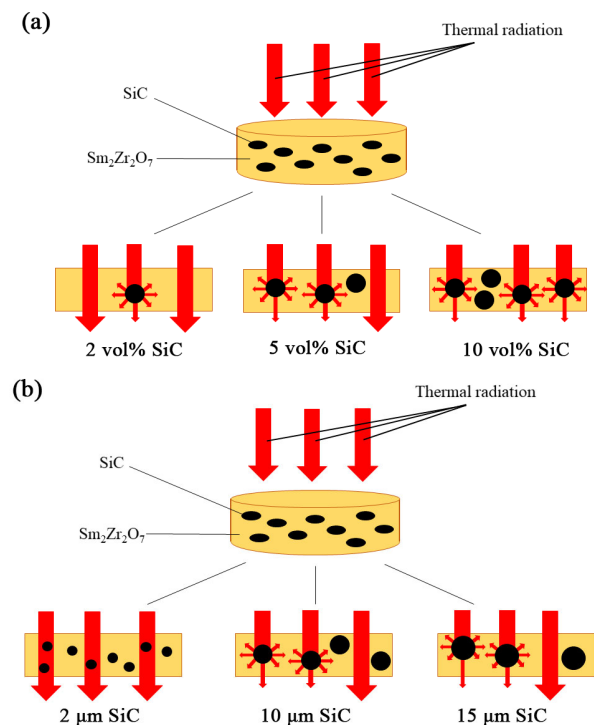 (a)
Thermal radiation
SiC
Sm₂Zr₂O₇
2 vol% SiC
5 vol% SiC
10 vol% SiC
(b)
Thermal radiation
SiC
Sm₂Zr₂O₇
2 μm SiC
10 μm SiC
15 μm SiC